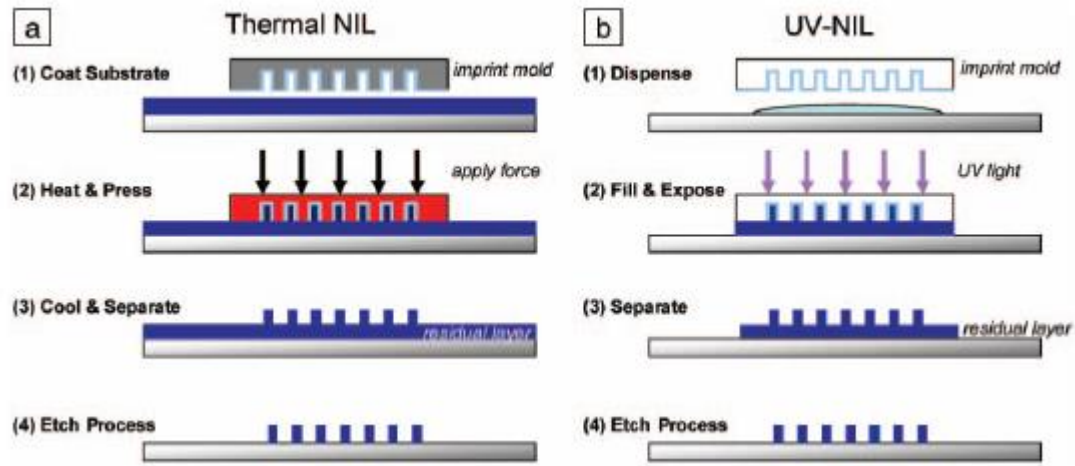 a
Thermal NIL
(1) Coat Substrate
imprint mold
(2) Heat & Press
apply force
(3) Cool & Separate
residual layer
(4) Etch Process
b
UV-NIL
(1) Dispense
imprint mold
(2) Fill & Expose
UV light
(3) Separate
residual layer
(4) Etch Process